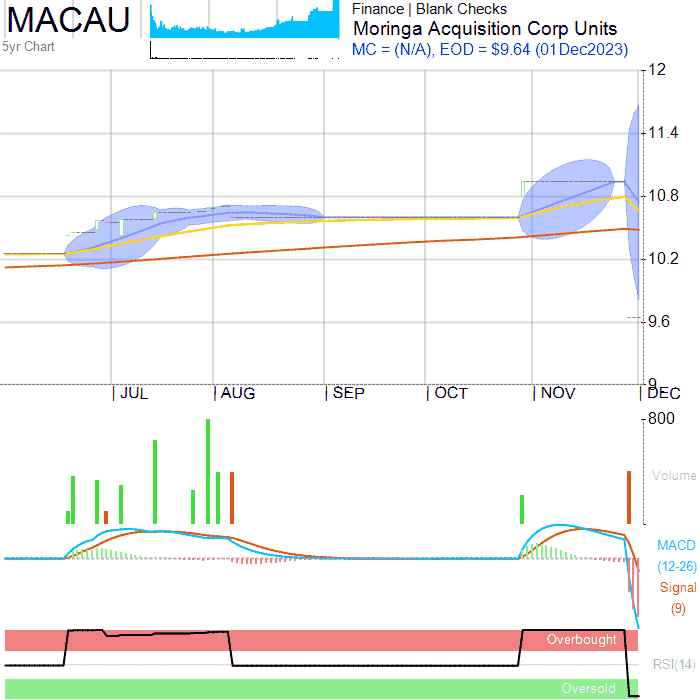 MACAU
5yr Chart
Finance | Blank Checks
Moringa Acquisition Corp Units
MC = (N/A), EOD = $9.64 (01Dec2023)
12
11.4
10.8
10.2
9.6
9
JUL AUG SEP OCT NOV DEC
800
Volume
MACD
(12-26)
Signal
(9)
Overbought
RSI(14)
Oversold